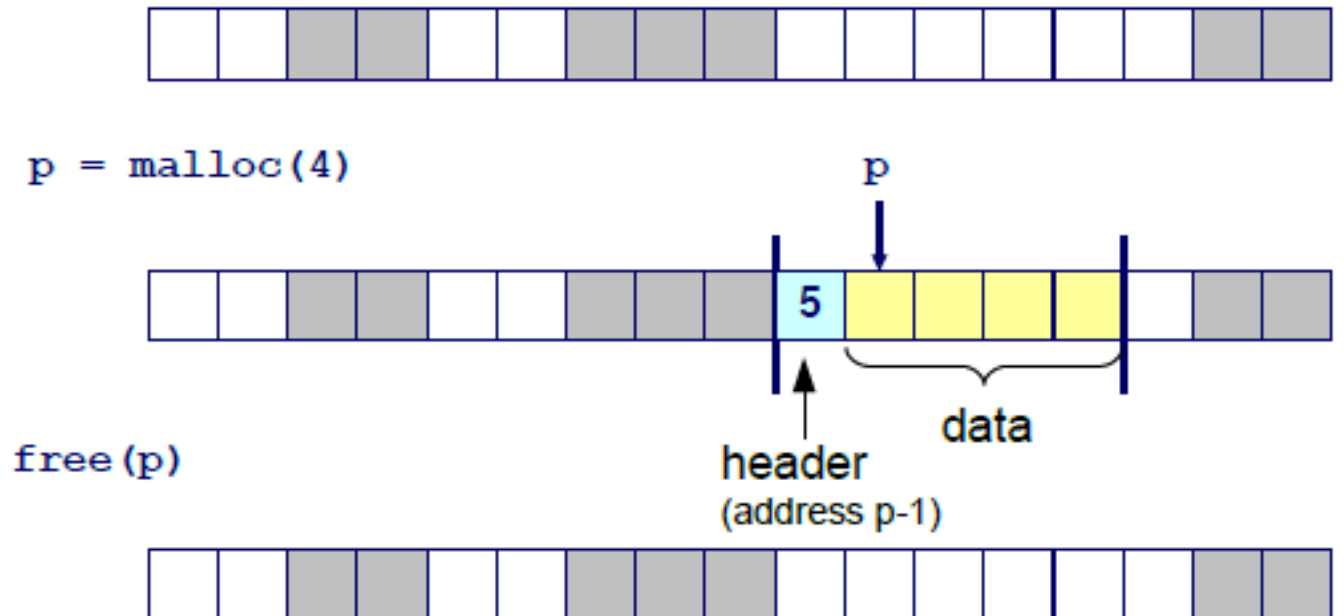 p = malloc(4)
p
5
data
free(p)
header
(address p-1)